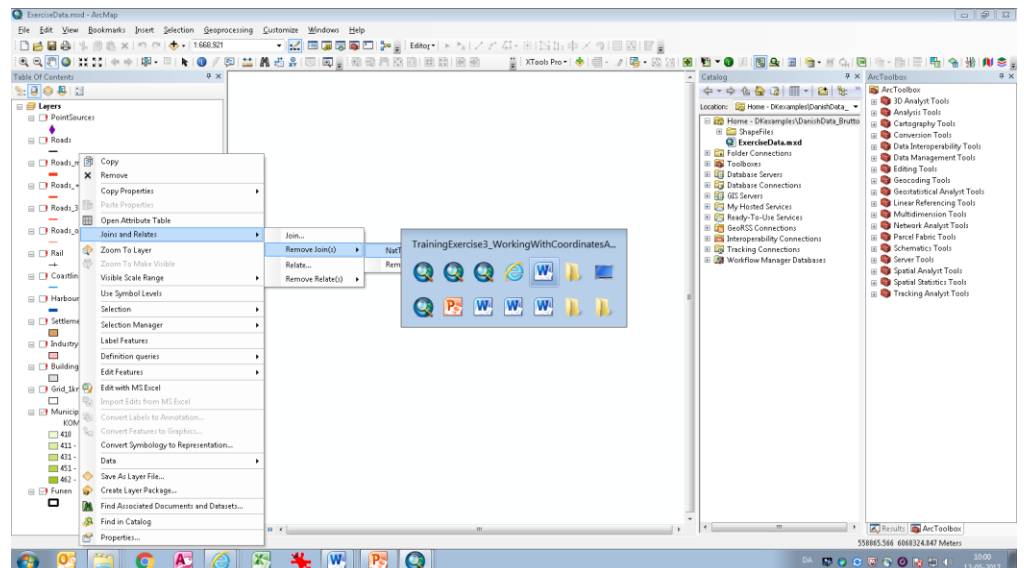 ExerciseData.mxd - ArcMap
File Edit View Bookmarks Insert Selection Geoprocessing Customize Windows Help
1:668,921
Editor
XTools Pro
Table Of Contents
Layers
PointSources
Roads
Roads_m
Roads_+
Roads_3
Roads_o
Rail
Coastlin
Harbour
Settleme
Industry
Building
Grid_1kr
Municip
KOM
410
411 -
431 -
451 -
462 -
Funen
Copy
Remove
Copy Properties
Paste Properties
Open Attribute Table
Joins and Relates
Zoom To Layer
Zoom To Make Visible
Visible Scale Range
Use Symbol Levels
Selection
Selection Manager
Label Features
Definition queries
Edit Features
Edit with MS Excel
Import Edits from MS Excel
Convert Labels to Annotation...
Convert Features to Graphics...
Convert Symbology to Representation...
Data
Save As Layer File...
Create Layer Package...
Find Associated Documents and Datasets...
Find in Catalog
Properties...
Join...
Remove Join(s)
Relate...
Remove Relate(s)
NatT
Rem
TrainingExercise3_WorkingWithCoordinatesA...
Catalog
Location: Home - DKexamples\DanishData_
Home - DKexamples\DanishData_Brutto
ShapeFiles
ExerciseData.mxd
Folder Connections
Toolboxes
Database Servers
Database Connections
GIS Servers
My Hosted Services
Ready-To-Use Services
GeoRSS Connections
Interoperability Connections
Tracking Connections
Workflow Manager Databases
ArcToolbox
ArcToolbox
3D Analyst Tools
Analysis Tools
Cartography Tools
Conversion Tools
Data Interoperability Tools
Data Management Tools
Editing Tools
Geocoding Tools
Geostatistical Analyst Tools
Linear Referencing Tools
Multidimension Tools
Network Analyst Tools
Parcel Fabric Tools
Schematics Tools
Server Tools
Spatial Analyst Tools
Spatial Statistics Tools
Tracking Analyst Tools
Results ArcToolbox
558865.566 6068324.847 Meters
DA
10:00
12-05-2017